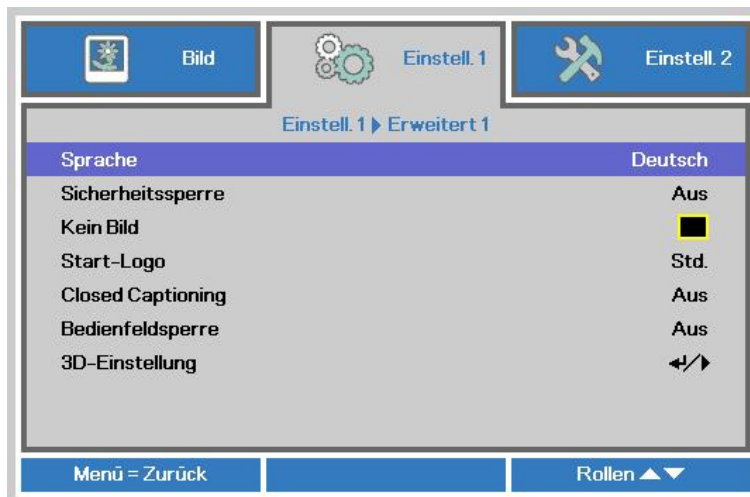 Bild Einstell. 1 Einstell. 2
Einstell. 1 Erweitert 1
Sprache Deutsch
Sicherheitssperre Aus
Kein Bild
Start-Logo Std.
Closed Captioning Aus
Bedienfeldsperre Aus
3D-Einstellung
Menü = Zurück Rollen